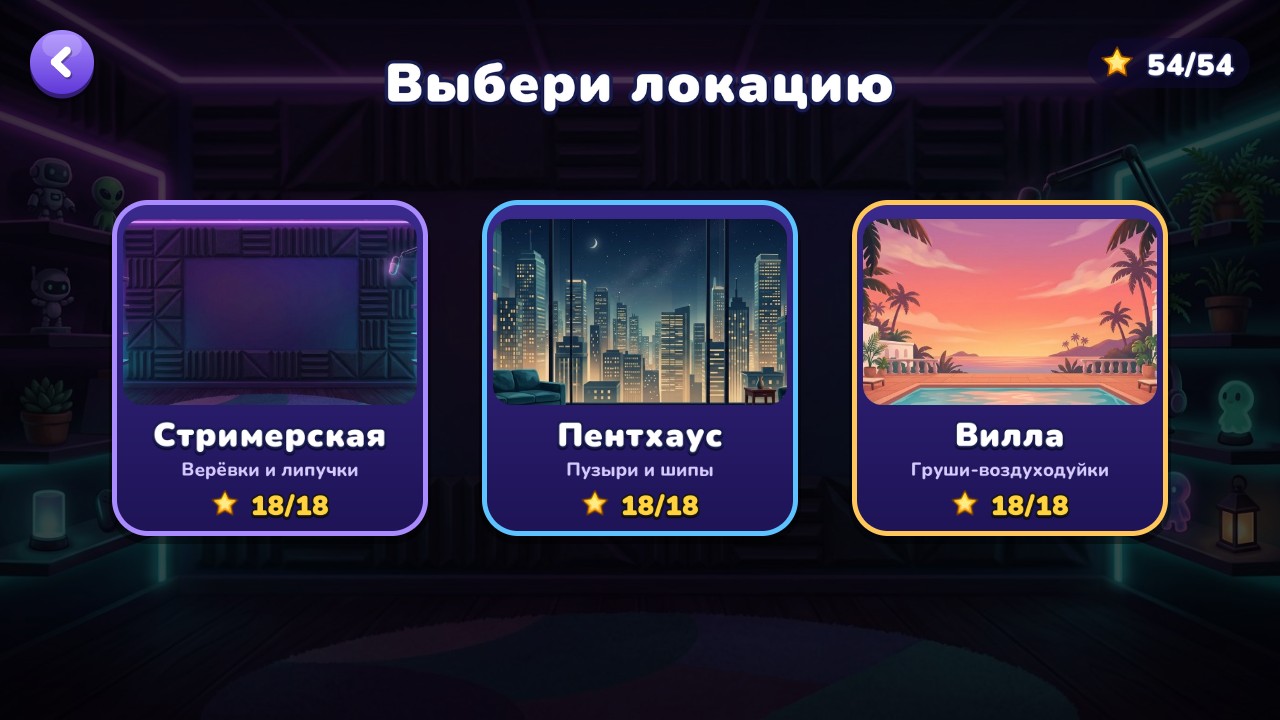 Выбери локацию
54/54
Стримерская
Верёвки и липучки
18/18
Пентхаус
Пузыри и шипы
18/18
Вилла
Груши-воздуходуйки
18/18